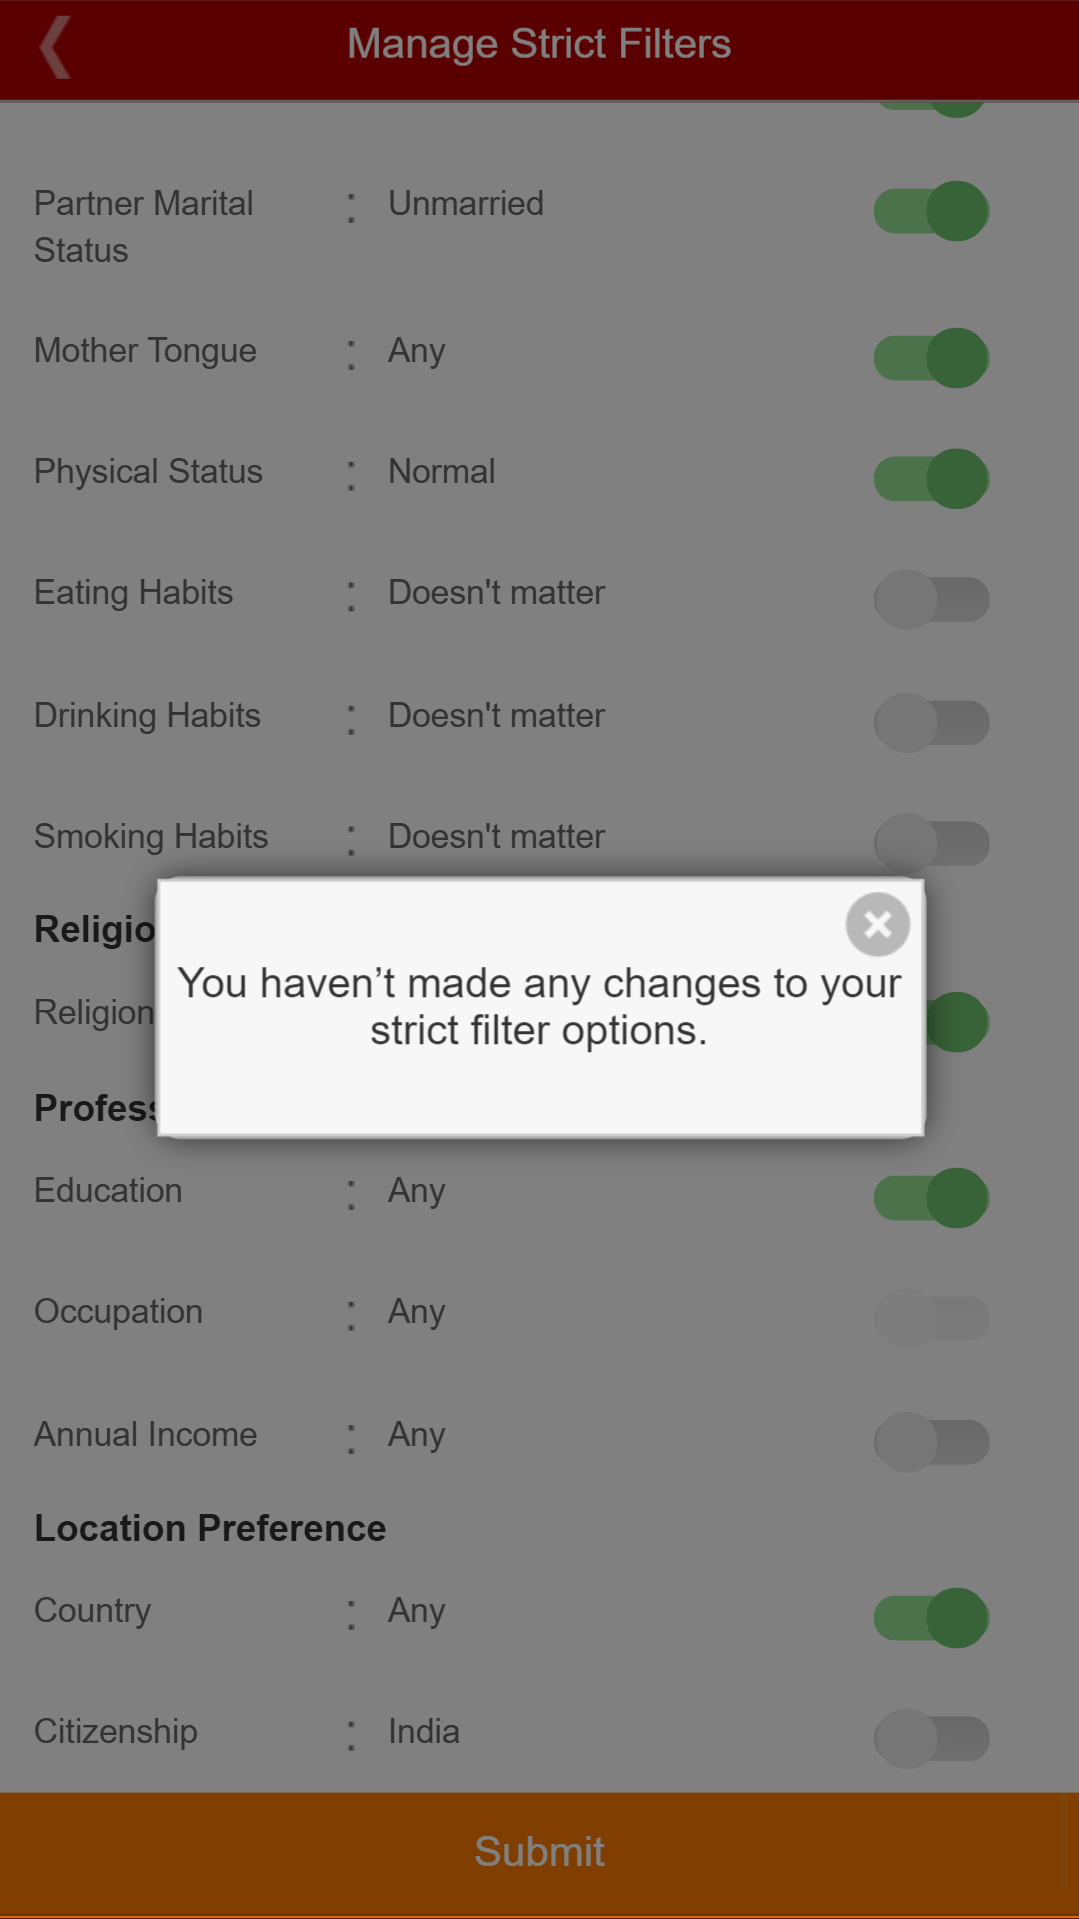 Manage Strict Filters
Partner Marital Status : Unmarried
Mother Tongue : Any
Physical Status : Normal
Eating Habits : Doesn't matter
Drinking Habits : Doesn't matter
Smoking Habits : Doesn't matter
You haven’t made any changes to your
strict filter options.
Religion
Education : Any
Occupation : Any
Annual Income : Any
Location Preference
Country : Any
Citizenship : India
Submit